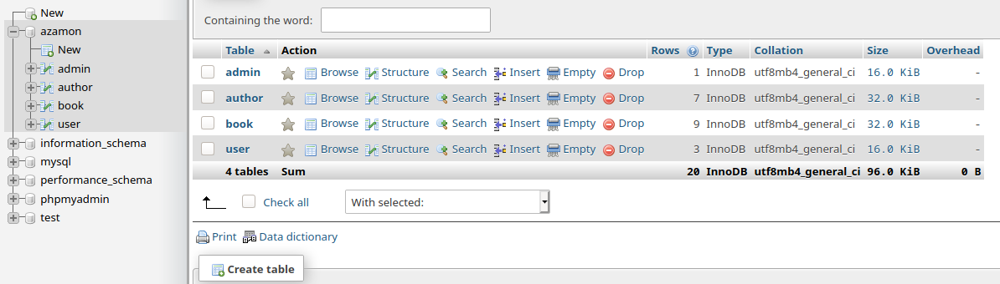 New
azamon
New
admin
author
book
user
information_schema
mysql
performance_schema
phpmyadmin
test
Containing the word:
Table Action Rows Type Collation Size Overhead
admin Browse Structure Search Insert Empty Drop 1 InnoDB utf8mb4_general_ci 16.0 KiB -
author Browse Structure Search Insert Empty Drop 7 InnoDB utf8mb4_general_ci 32.0 KiB -
book Browse Structure Search Insert Empty Drop 9 InnoDB utf8mb4_general_ci 32.0 KiB -
user Browse Structure Search Insert Empty Drop 3 InnoDB utf8mb4_general_ci 16.0 KiB -
4 tables Sum 20 InnoDB utf8mb4_general_ci 96.0 KiB 0 B
Check all With selected:
Print Data dictionary
Create table